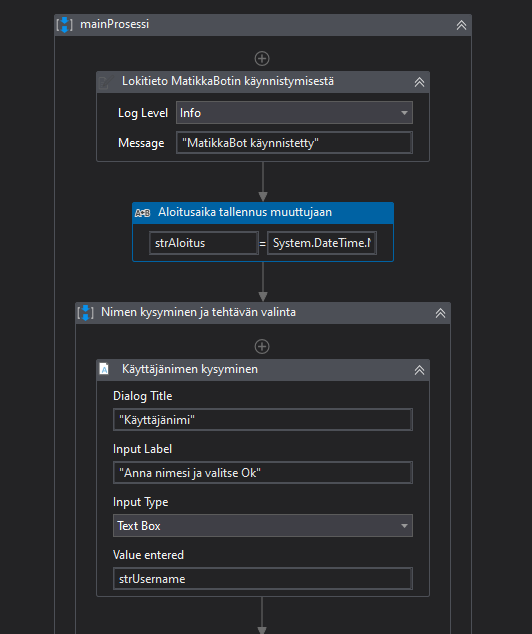 mainProsessi
Lokitieto MatikkaBotin käynnistymisestä
Log Level Info
Message "MatikkaBot käynnistetty"
Aloitusaika tallennus muuttujaan
strAloitus = System.DateTime.N
Nimen kysyminen ja tehtävän valinta
Käyttäjänimen kysyminen
Dialog Title
"Käyttäjänimi"
Input Label
"Anna nimesi ja valitse Ok"
Input Type
Text Box
Value entered
strUsername